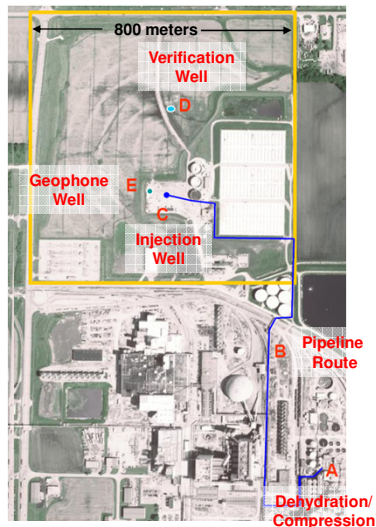 800 meters
Verification
Well
D
Geophone
Well
E
C
Injection
Well
B
Pipeline
Route
A
Dehydration/
Compression